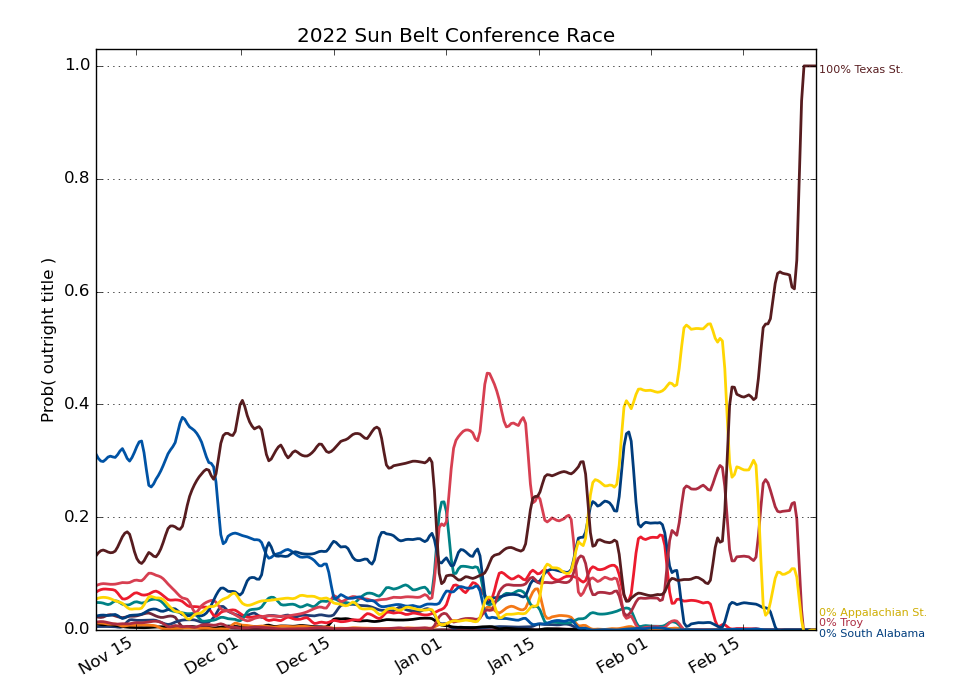 2022 Sun Belt Conference Race
Prob( outright title )
1.0
0.8
0.6
0.4
0.2
0.0
Nov 15
Dec 01
Dec 15
Jan 01
Jan 15
Feb 01
Feb 15
100% Texas St.
0% Appalachian St.
0% Troy
0% South Alabama